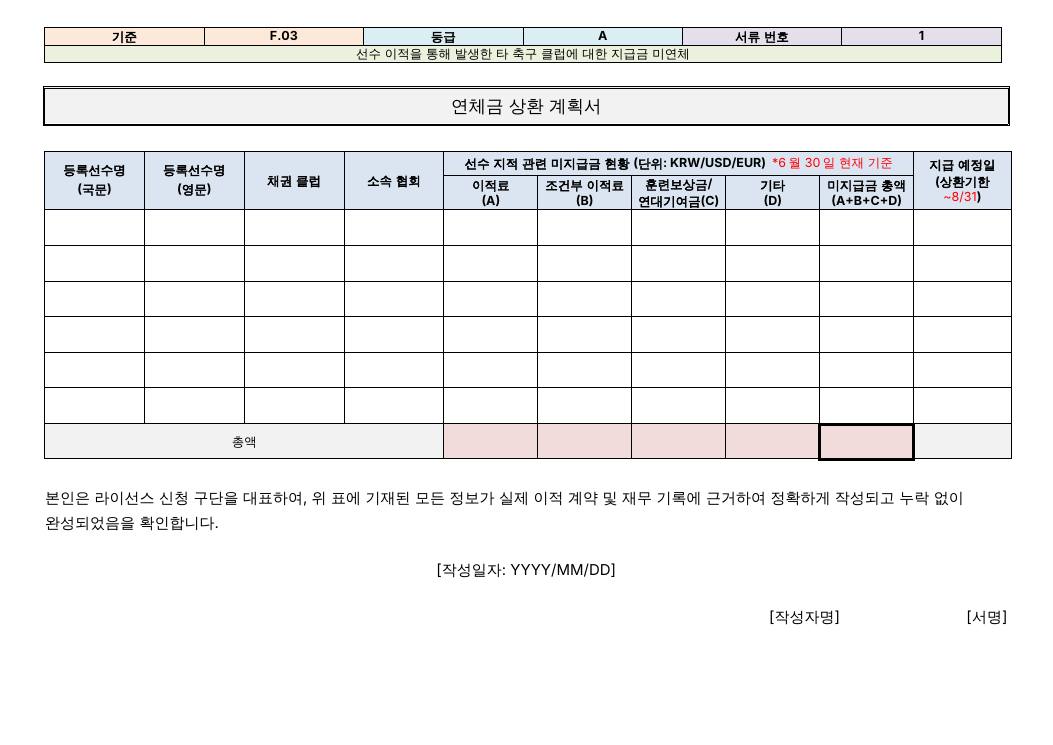 기준 F.03 등급 A 서류 번호 1
선수 이적을 통해 발생한 타 축구 클럽에 대한 지급금 미연체
연체금 상환 계획서
등록선수명
(국문)
등록선수명
(영문)
채권 클럽
소속 협회
선수 지적 관련 미지급금 현황 (단위: KRW/USD/EUR) *6월 30일 현재 기준
이적료
(A)
조건부 이적료
(B)
훈련보상금/
연대기여금(C)
기타
(D)
미지급금 총액
(A+B+C+D)
지급 예정일
(상환기한
~8/31)
총액
본인은 라이선스 신청 구단을 대표하여, 위 표에 기재된 모든 정보가 실제 이적 계약 및 재무 기록에 근거하여 정확하게 작성되고 누락 없이
완성되었음을 확인합니다.
[작성일자: YYYY/MM/DD]
[작성자명] [서명]